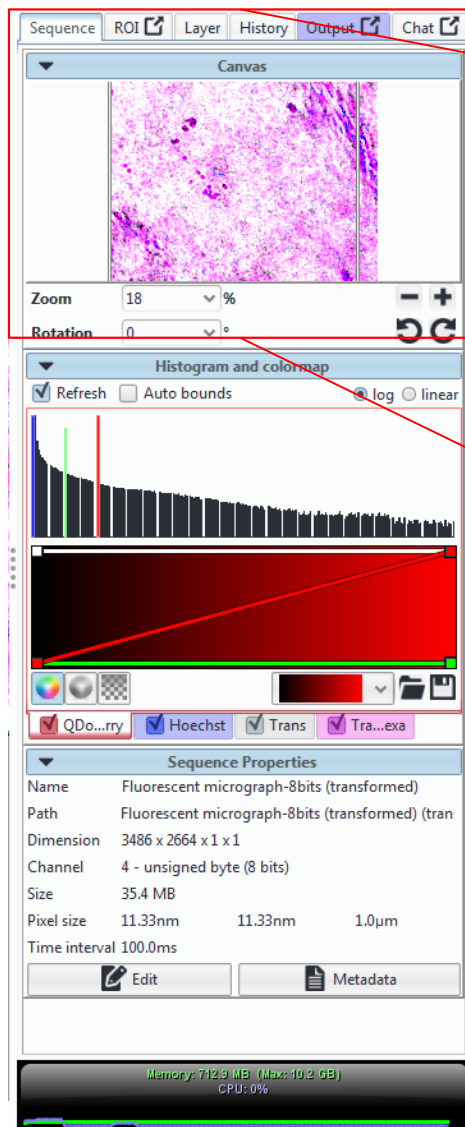 Sequence ROI Layer History Output Chat
Canvas
Zoom 18 %
Rotation 0 °
Histogram and colormap
Refresh Auto bounds log linear
QDo...rry Hoechst Trans Tra...exa
Sequence Properties
Name Fluorescent micrograph-8bits (transformed)
Path Fluorescent micrograph-8bits (transformed) (tran
Dimension 3486 x 2664 x 1 x 1
Channel 4 - unsigned byte (8 bits)
Size 35.4 MB
Pixel size 11.33nm 11.33nm 1.0µm
Time interval 100.0ms
Edit Metadata
Memory: 712.9 MB (Max: 10.2 GB)
CPU: 0%